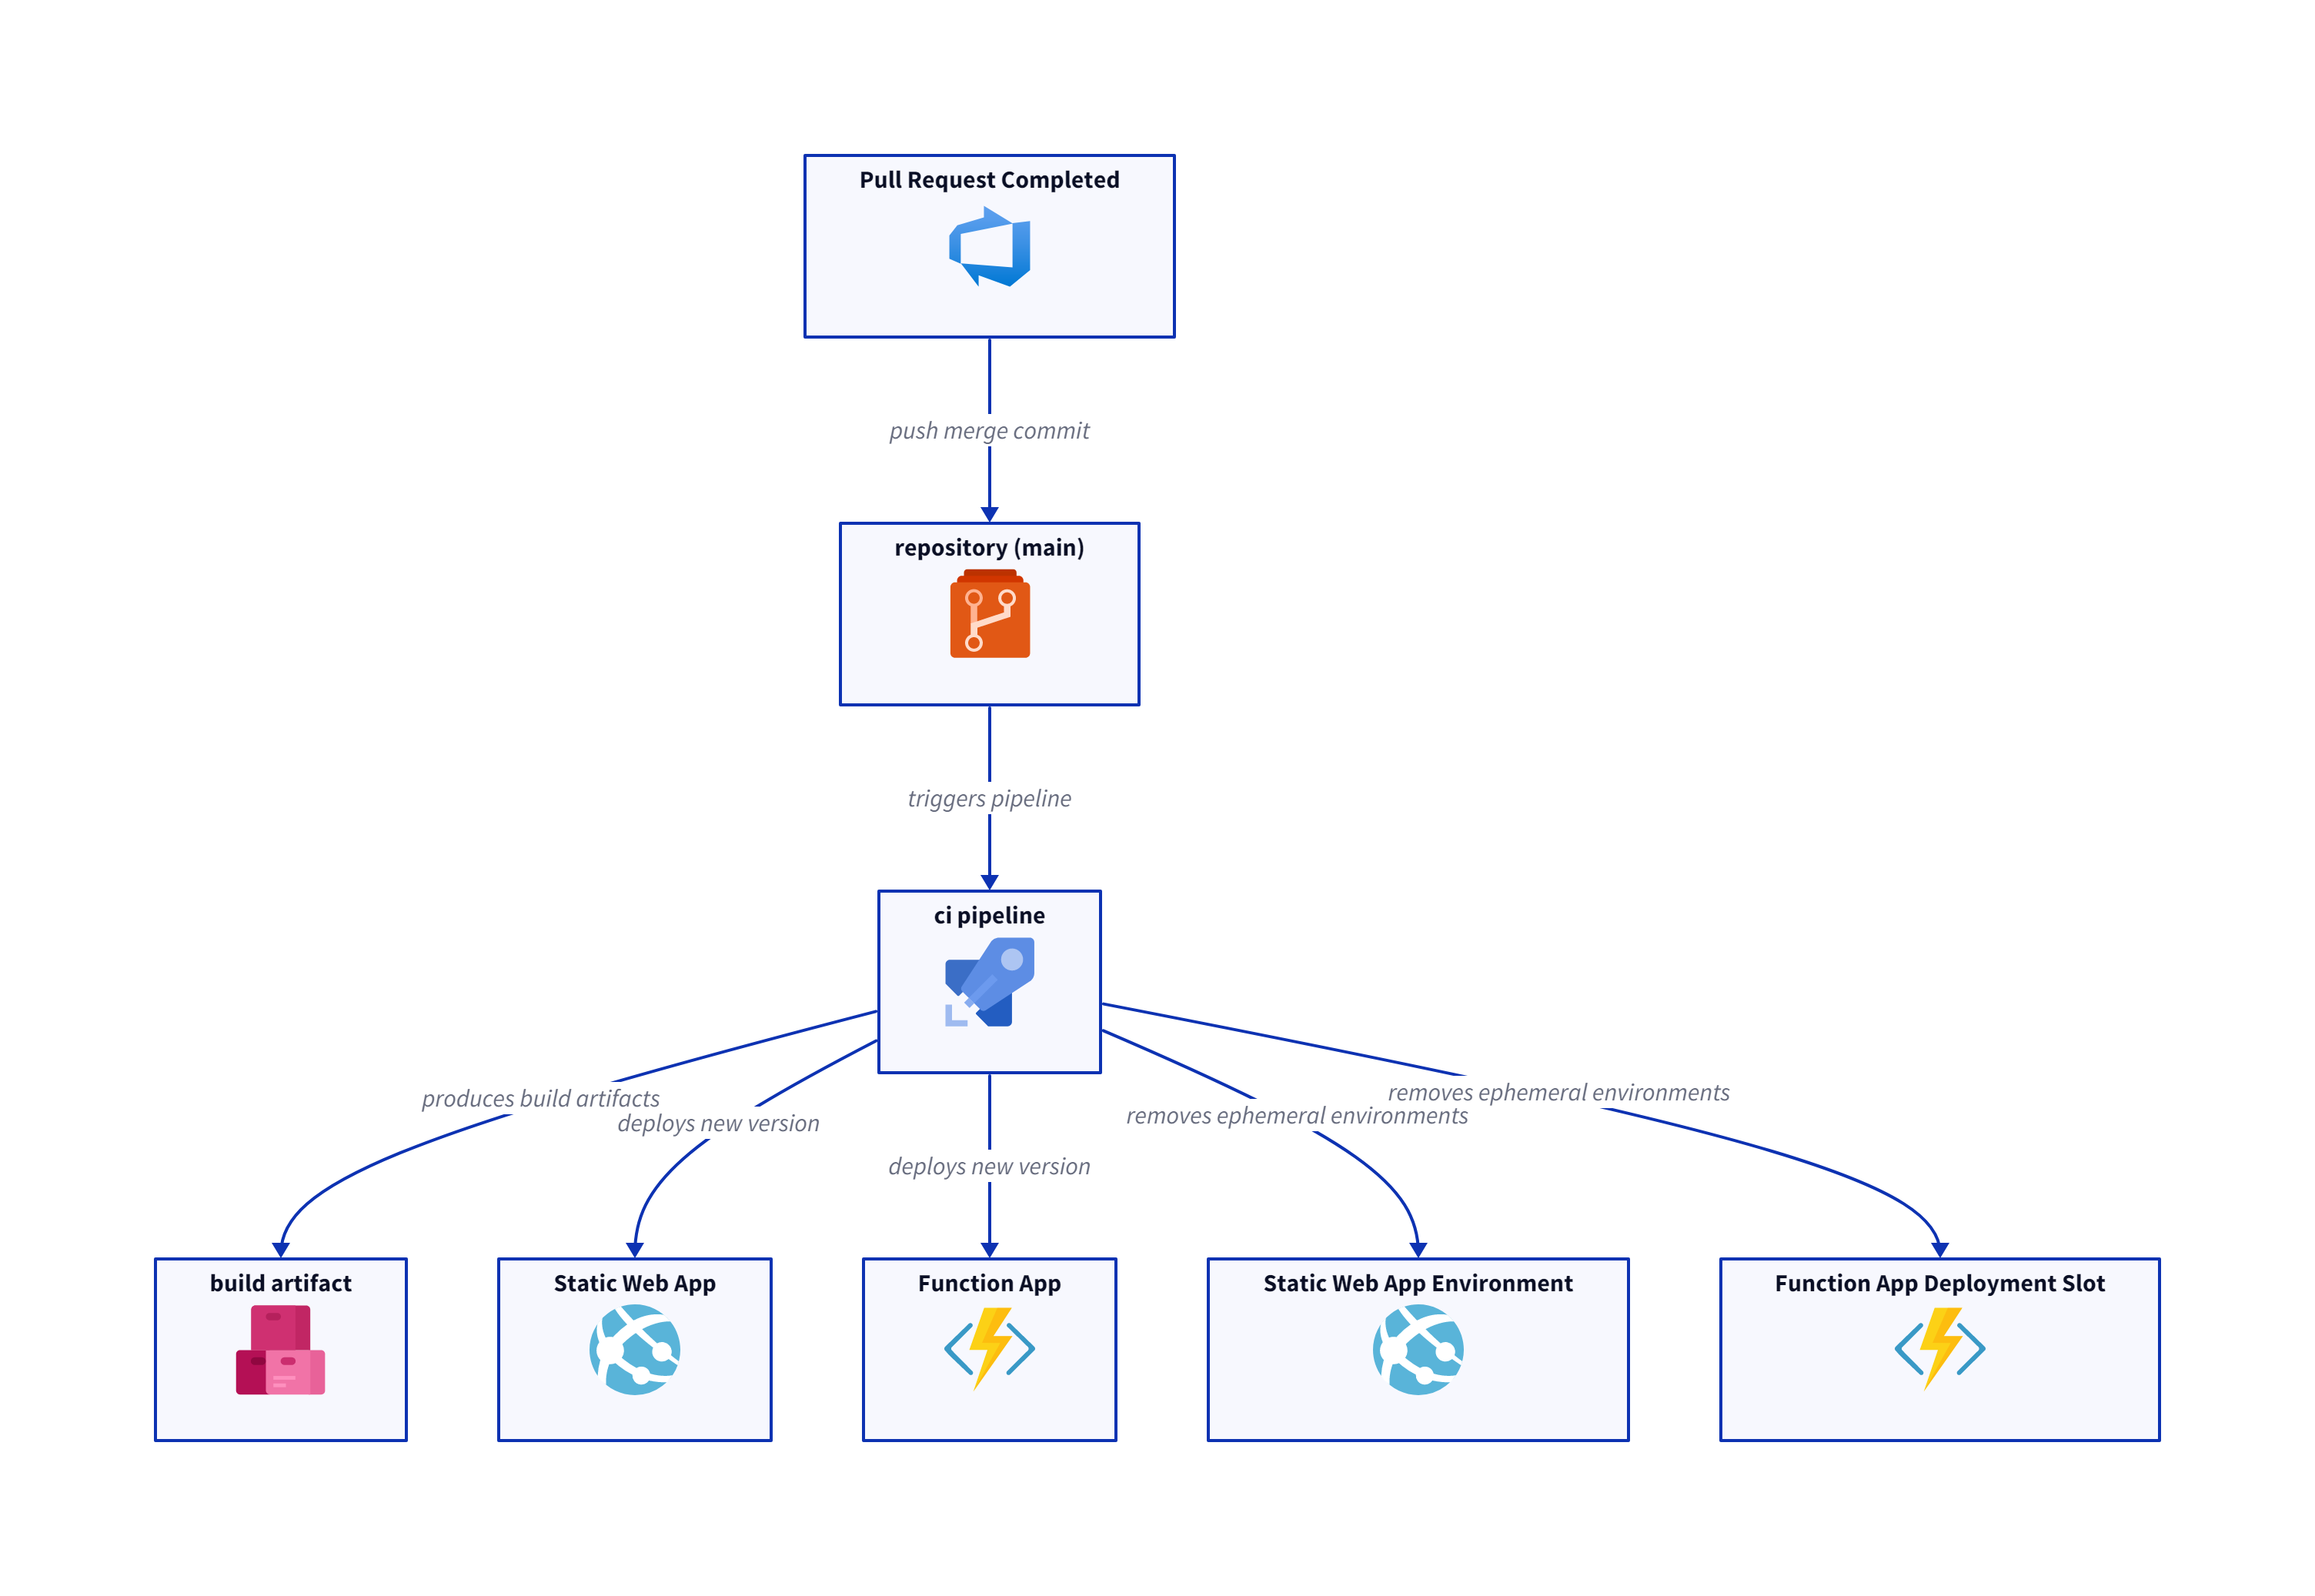 Pull Request Completed
push merge commit
repository (main)
triggers pipeline
ci pipeline
produces build artifacts
deploys new version
deploys new version
removes ephemeral environments
removes ephemeral environments
build artifact
Static Web App
Function App
Static Web App Environment
Function App Deployment Slot